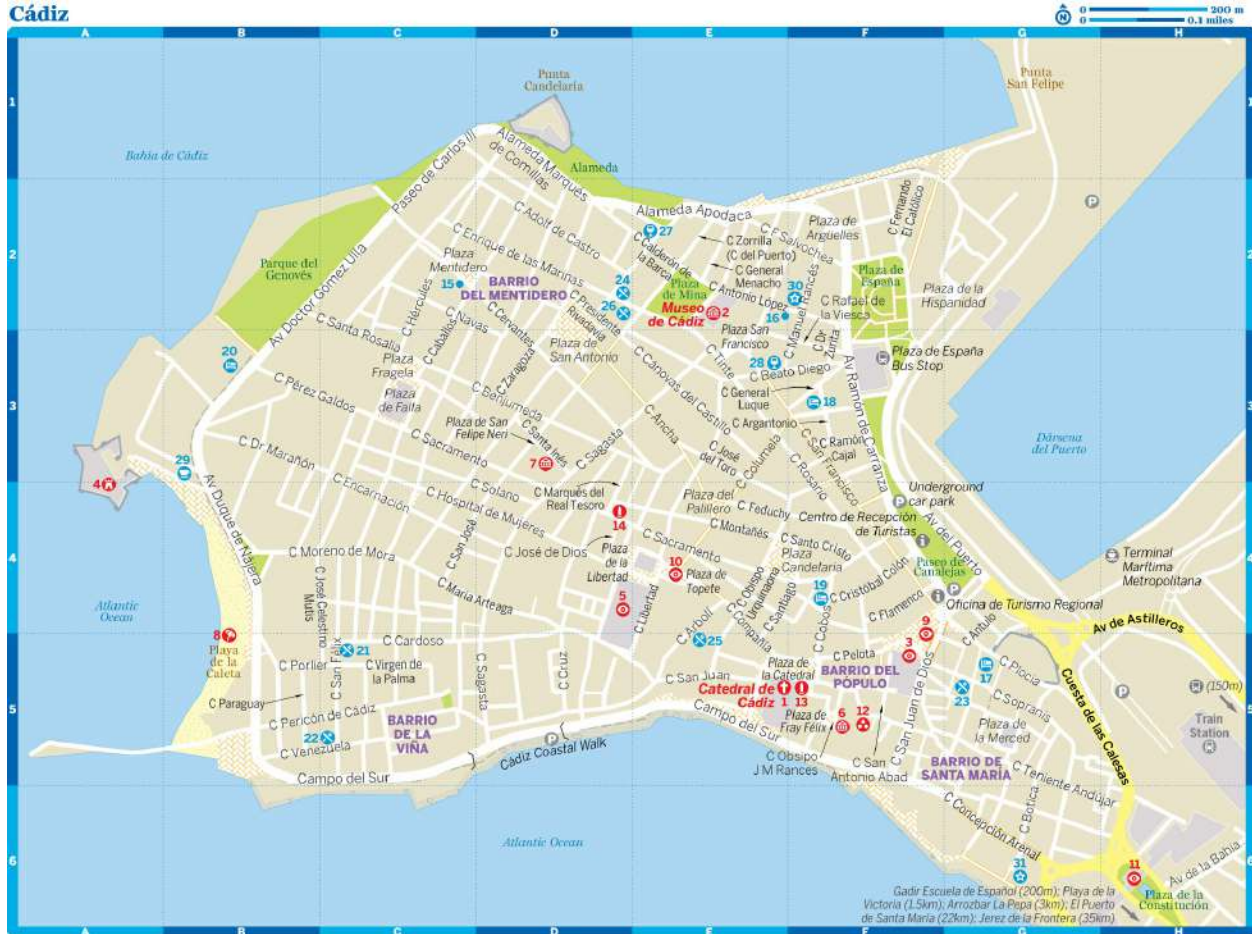 Cádiz
N
0 200 m
0 0.1 miles
A B C D E F G H
1
Punta
Candelaria
Punta
San Felipe
1
Bahía de Cádiz
Paseo de Carlos III
Alameda Marqués
de Comillas
Alameda
2
Alameda Apodaca
C Fernando
El Católico
P
Plaza de
Argüelles
C F Salvochea
C Adolf de Castro
27
C Zorrilla
(C del Puerto)
C Calderón de
la Barca
C General
Menacho
C Enrique de las Marinas
Plaza
Mentidero
15
BARRIO
DEL MENTIDERO
24
26
Parque del
Genovés
Av Doctor Gómez Ulla
Plaza
de Mina
C Antonio López
30
Museo
de Cádiz
2
16
C Manuel Rancés
C Rafael de
la Viesca
Plaza de
España
Plaza de la
Hispanidad
2
C Hércules
C Caballos
C Navas
C Cervantes
C Zaragoza
C Presidente
Rivadavia
Plaza de
San Antonio
Plaza San
Francisco
C Dr
Zurita
C Santa Rosalía
Plaza
Fragela
Plaza
de Falla
20
C Tinte
28
C Beato Diego
Plaza de España
Bus Stop
3
C Pérez Galdos
C Benjumeda
C Cánovas del Castillo
C General
Luque
18
C Argantonio
Av Ramón de Carranza
C Ramón
Cajal
C San Francisco
Plaza de San
Felipe Neri
C Santa Inés
7
C Sagasta
C Ancha
C José
del Toro
C Columela
C Rosario
Dársena
del Puerto
3
C Dr Marañón
C Sacramento
29
4
Av Duque de Nájera
C Encarnación
C Solano
C Hospital de Mujeres
C Marqués del
Real Tesoro
14
Plaza del
Palillero
C Feduchy
C Montañés
Underground
car park
P
Centro de Recepción
de Turistas
Av del Puerto
4
C Moreno de Mora
C San José
C José de Dios
Plaza
de la
Libertad
C Sacramento
10
Plaza de
Topete
C Santo Cristo
Plaza
Candelaria
C Obispo
Urquinaona
C Santiago
19
C Cobos
C Cristóbal Colón
Paseo de
Canalejas
P
Terminal
Marítima
Metropolitana
4
C José Celestino
Mutis
C María Arteaga
5
C Libertad
C Arbolí
C Compañía
C Flamenco
Oficina de Turismo Regional
Av de Astilleros
Atlantic
Ocean
8
Playa
de la
Caleta
21
C San Félix
C Cardoso
C Porlier
C Virgen de
la Palma
25
9
3
C Antulo
C Pelota
BARRIO DEL
PÓPULO
17
C Plocia
5
C Paraguay
C Pericón de Cádiz
22
C Venezuela
BARRIO
DE LA
VIÑA
C Sagasta
C Cruz
C San Juan
Catedral de
Cádiz
1 13
Plaza de
la Catedral
6 12
Plaza de
Fray Félix
C San Juan de Dios
23
C Sopranis
Plaza de
la Merced
Cuesta de las Calesas
P
(150m)
Train
Station
5
Campo del Sur
P
Cádiz Coastal Walk
Campo del Sur
C Obsipo
J M Rances
C San
Antonio Abad
BARRIO DE
SANTA MARÍA
C Teniente Andújar
C Botica
6
Atlantic Ocean
C Concepción Arenal
31
11
Av de la Bahía
Plaza de la
Constitución
6
Gadir Escuela de Español (200m); Playa de la
Victoria (1.5km); Arrozbar La Pepa (3km); El Puerto
de Santa María (22km); Jerez de la Frontera (35km)
A B C D E F G H